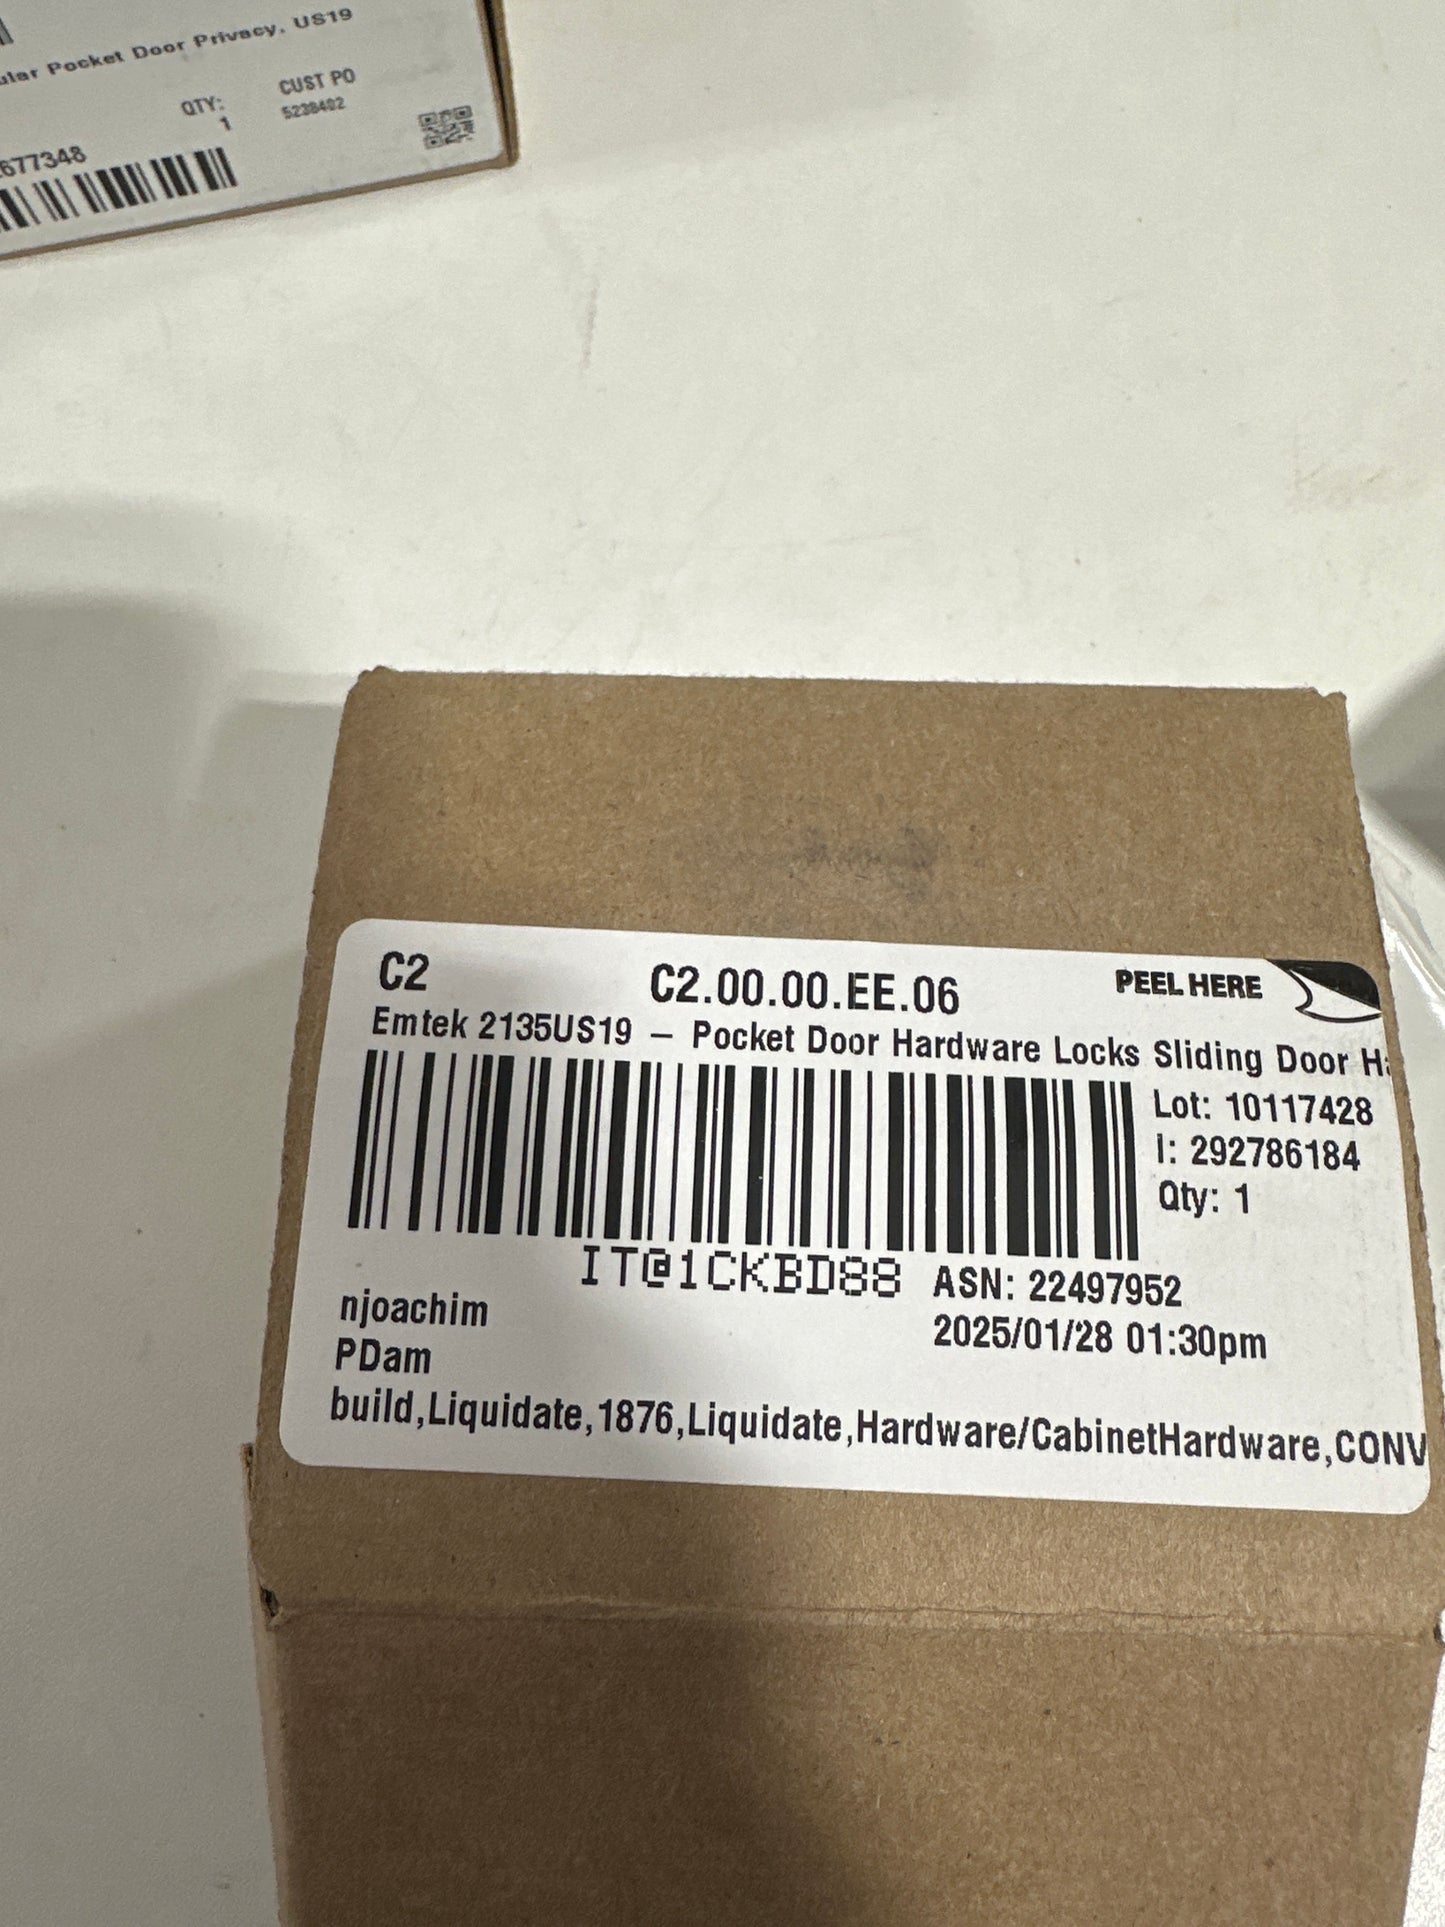 Pocket Door Privacy, US19
QTY:
1
CUST PO
5238402
677348
C2
C2.00.00.EE.06
PEEL HERE
Emtek 2135US19 – Pocket Door Hardware Locks Sliding Door
Lot: 10117428
I: 292786184
Qty: 1
IT@1CKBD88
ASN: 22497952
2025/01/28 01:30pm
njoachim
PDam
build,Liquidate,1876,Liquidate,Hardware/CabinetHardware,CONV